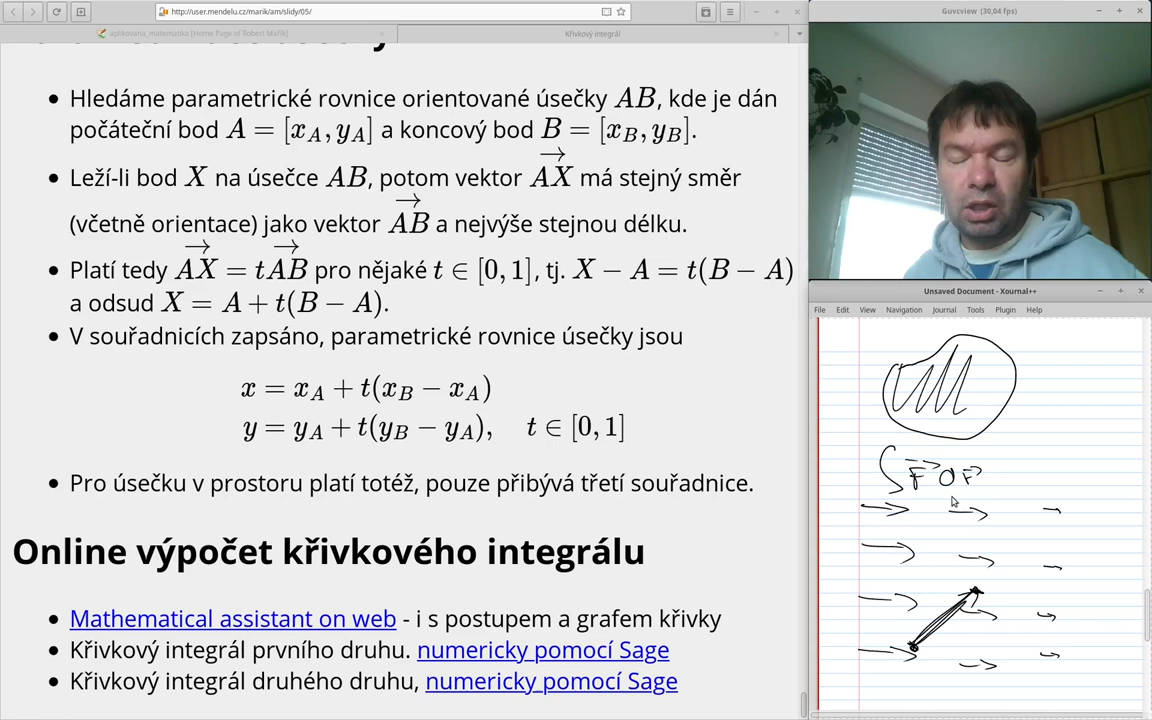 http://user.mendelu.cz/marik/am/slidy/05/
aplikovana_matematika [Home Page of Robert Mařík]
Křivkový integrál
• Hledáme parametrické rovnice orientované úsečky AB, kde je dán
počáteční bod A = [x_A, y_A] a koncový bod B = [x_B, y_B].
• Leží-li bod X na úsečce AB, potom vektor \overrightarrow{AX} má stejný směr
(včetně orientace) jako vektor \overrightarrow{AB} a nejvýše stejnou délku.
• Platí tedy \overrightarrow{AX} = t\overrightarrow{AB} pro nějaké t ∈ [0, 1], tj. X − A = t(B − A)
a odsud X = A + t(B − A).
• V souřadnicích zapsáno, parametrické rovnice úsečky jsou
x = x_A + t(x_B − x_A)
y = y_A + t(y_B − y_A), t ∈ [0, 1]
• Pro úsečku v prostoru platí totéž, pouze přibývá třetí souřadnice.
Online výpočet křivkového integrálu
• Mathematical assistant on web - i s postupem a grafem křivky
• Křivkový integrál prvního druhu. numericky pomocí Sage
• Křivkový integrál druhého druhu, numericky pomocí Sage
Guvcview (30,04 fps)
Unsaved Document - Xournal++
File Edit View Navigation Journal Tools Plugin Help